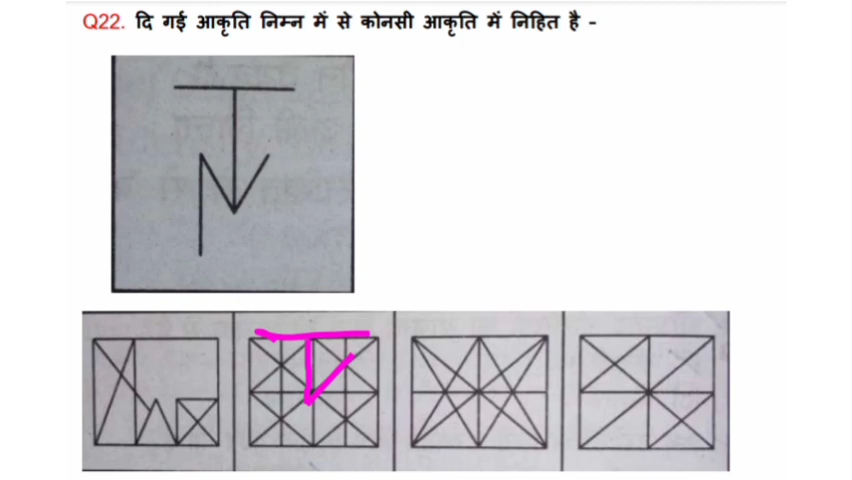 Q22. दि गई आकृति निम्न में से कोनसी आकृति में निहित है -